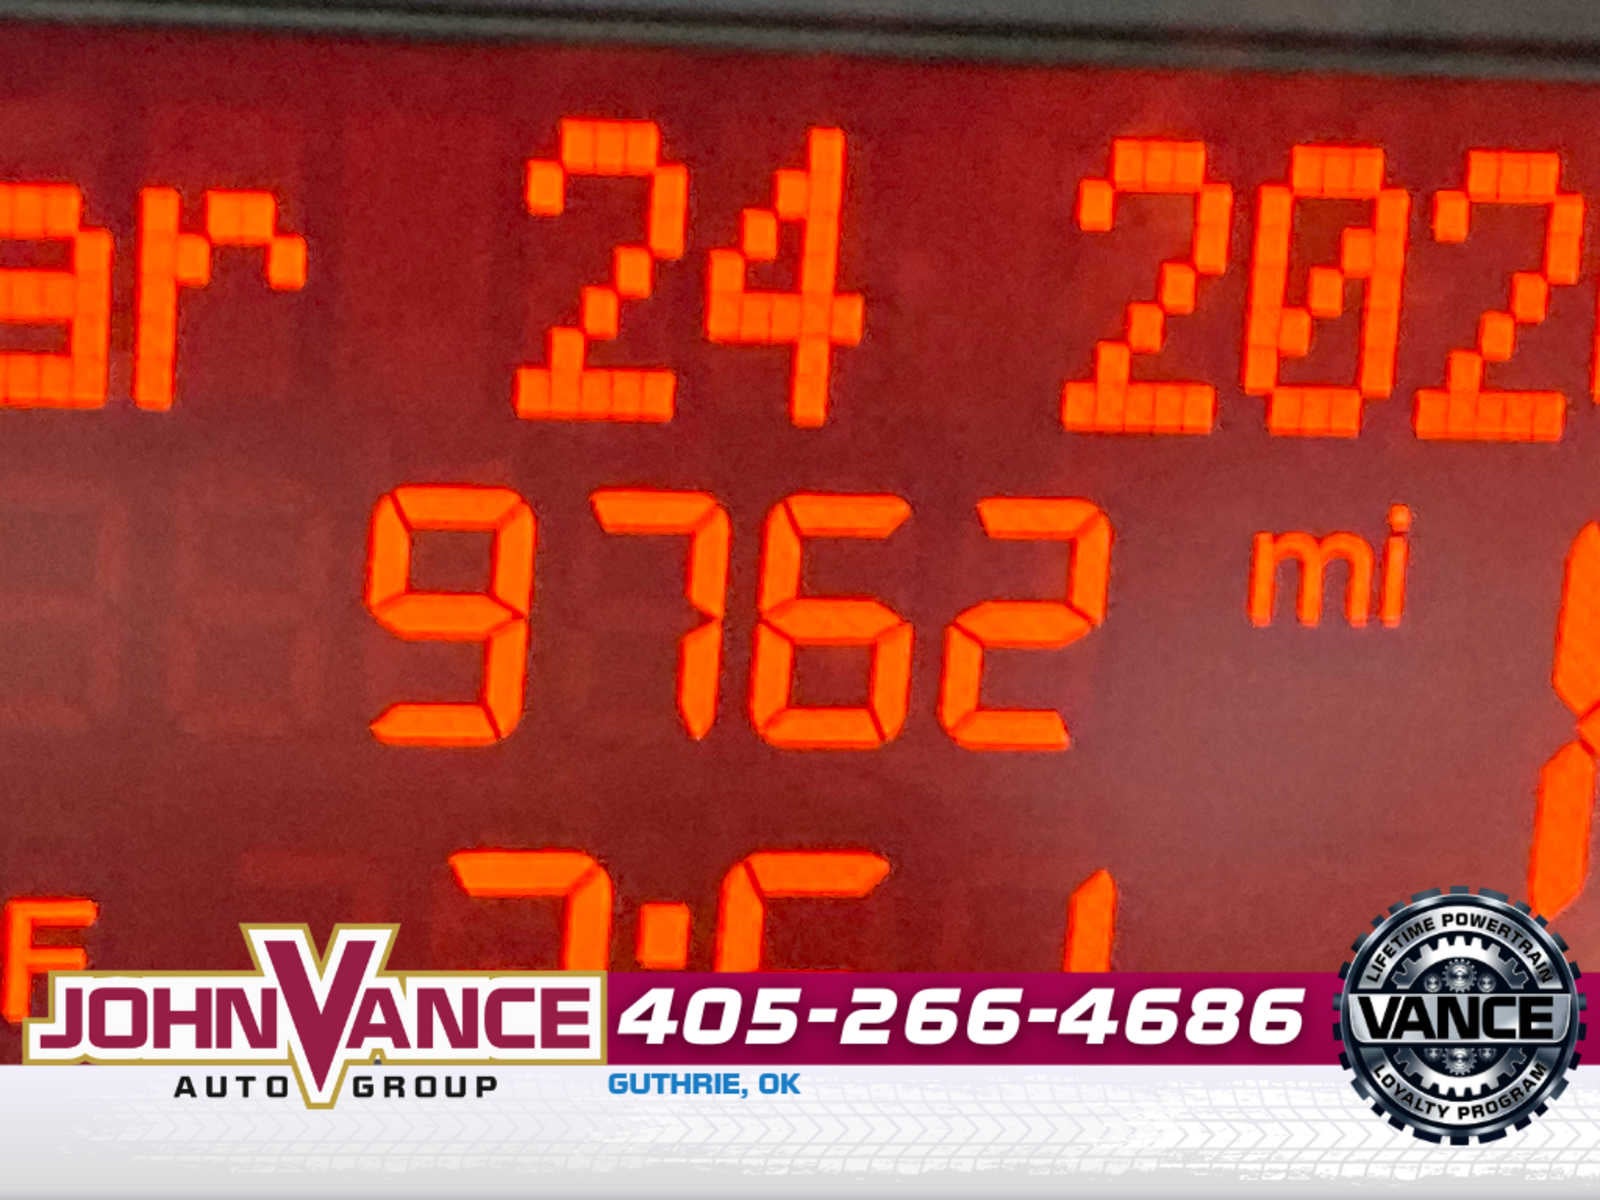 ar 24 202
9762 mi
F
JOHN VANCE
AUTO GROUP
405-266-4686
GUTHRIE, OK
LIFETIME POWERTRAIN
VANCE
LOYALTY PROGRAM